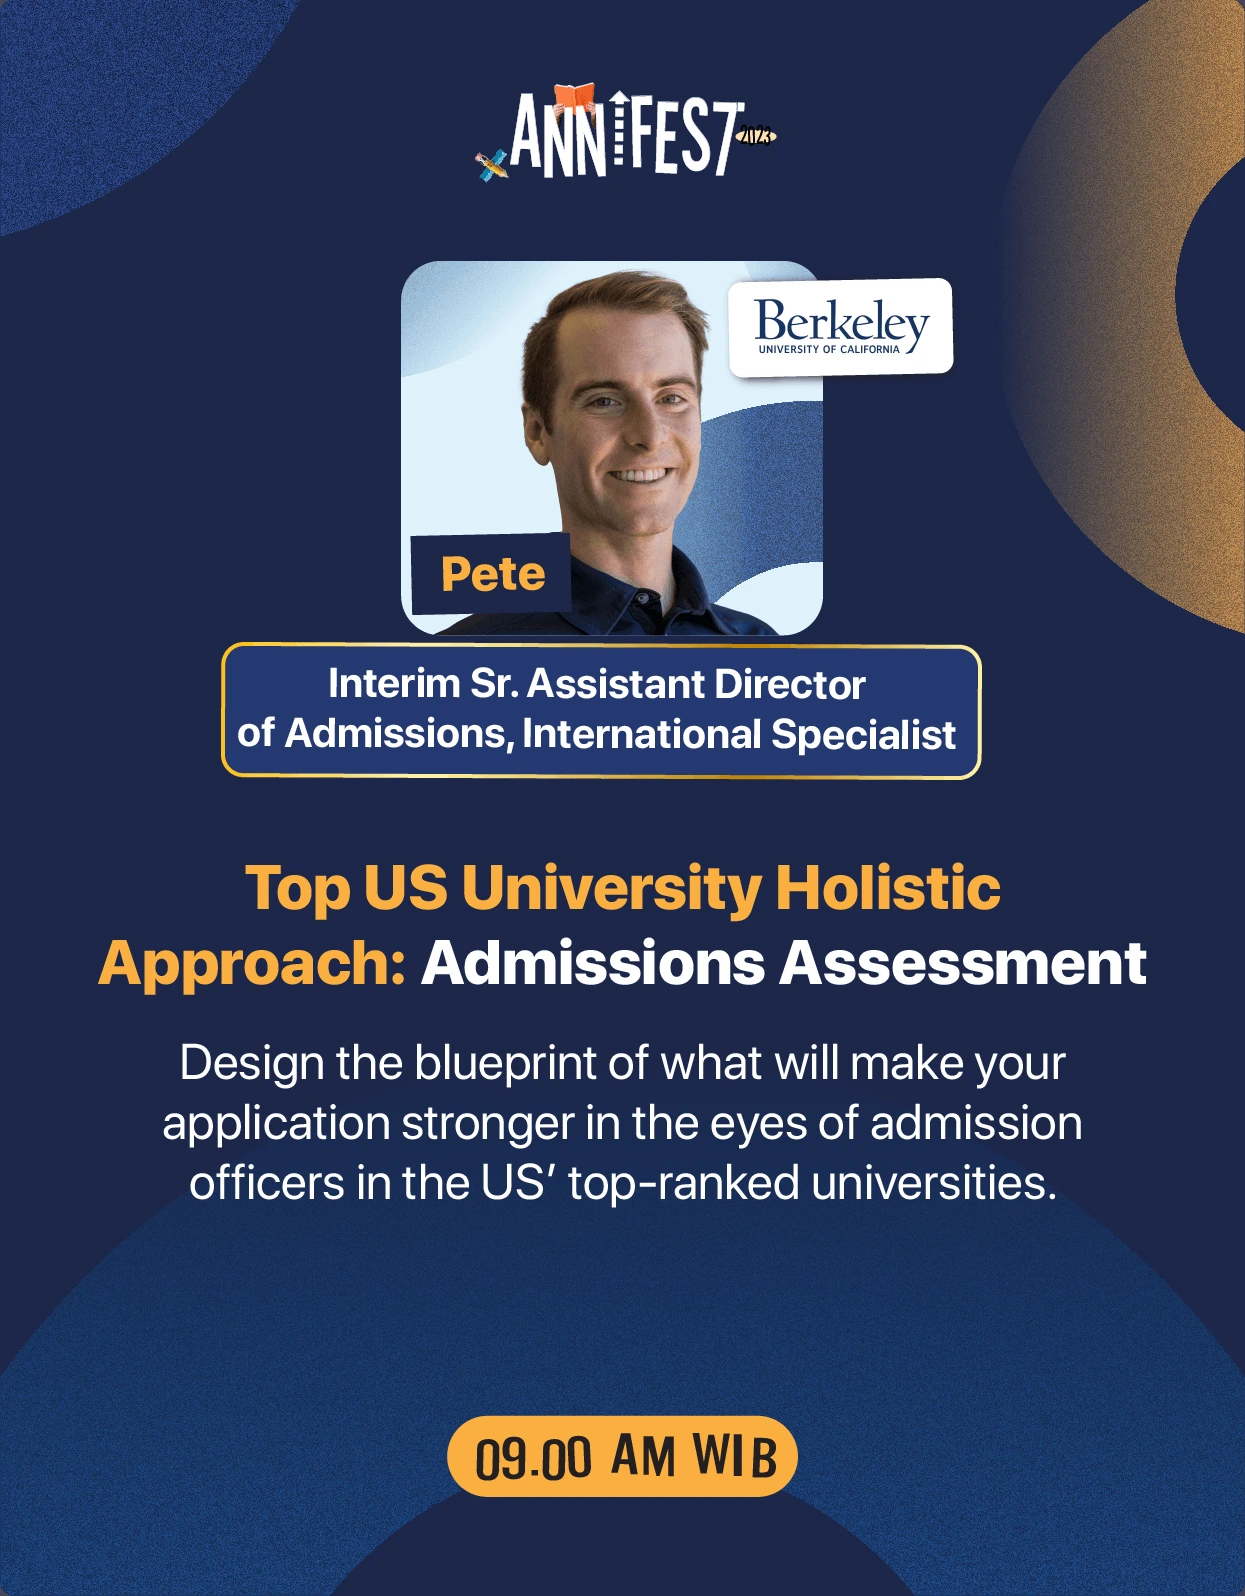 ANNIFEST 2023
Berkeley
UNIVERSITY OF CALIFORNIA
Pete
Interim Sr. Assistant Director
of Admissions, International Specialist
Top US University Holistic
Approach: Admissions Assessment
Design the blueprint of what will make your
application stronger in the eyes of admission
officers in the US’ top-ranked universities.
09.00 AM WIB